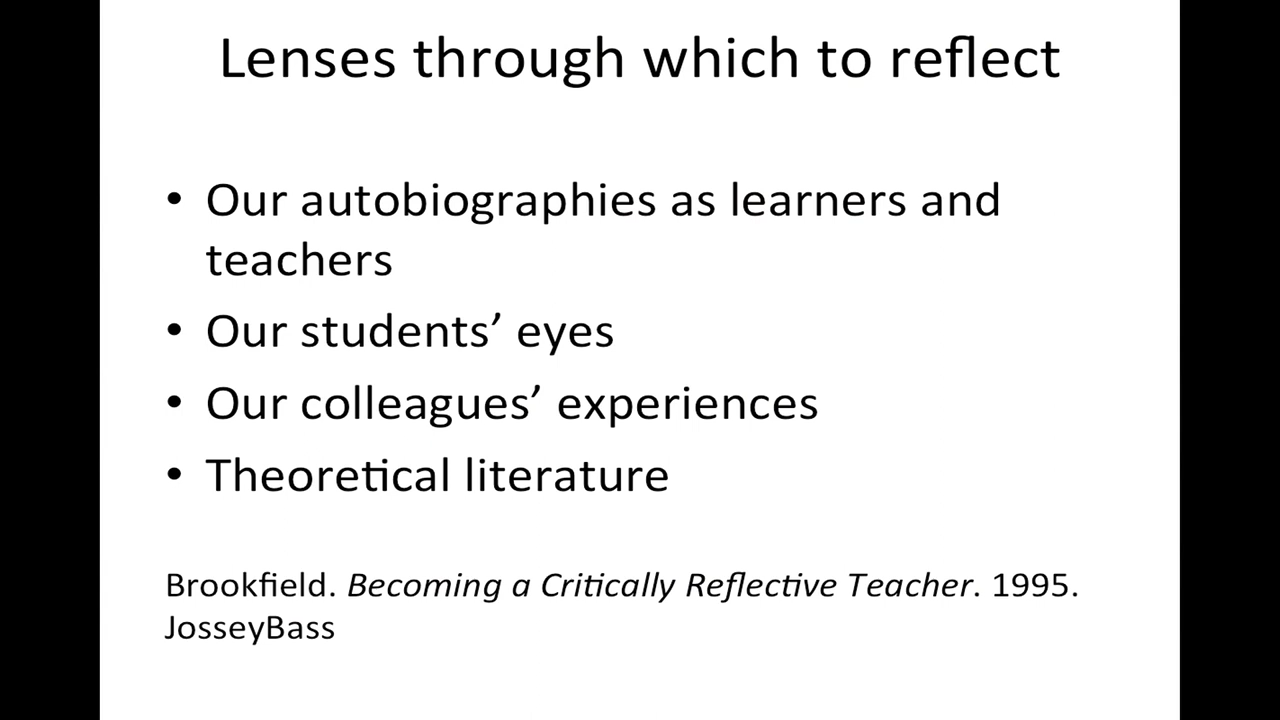 Lenses through which to reflect
• Our autobiographies as learners and
teachers
• Our students’ eyes
• Our colleagues’ experiences
• Theoretical literature
Brookfield. Becoming a Critically Reflective Teacher. 1995.
JosseyBass